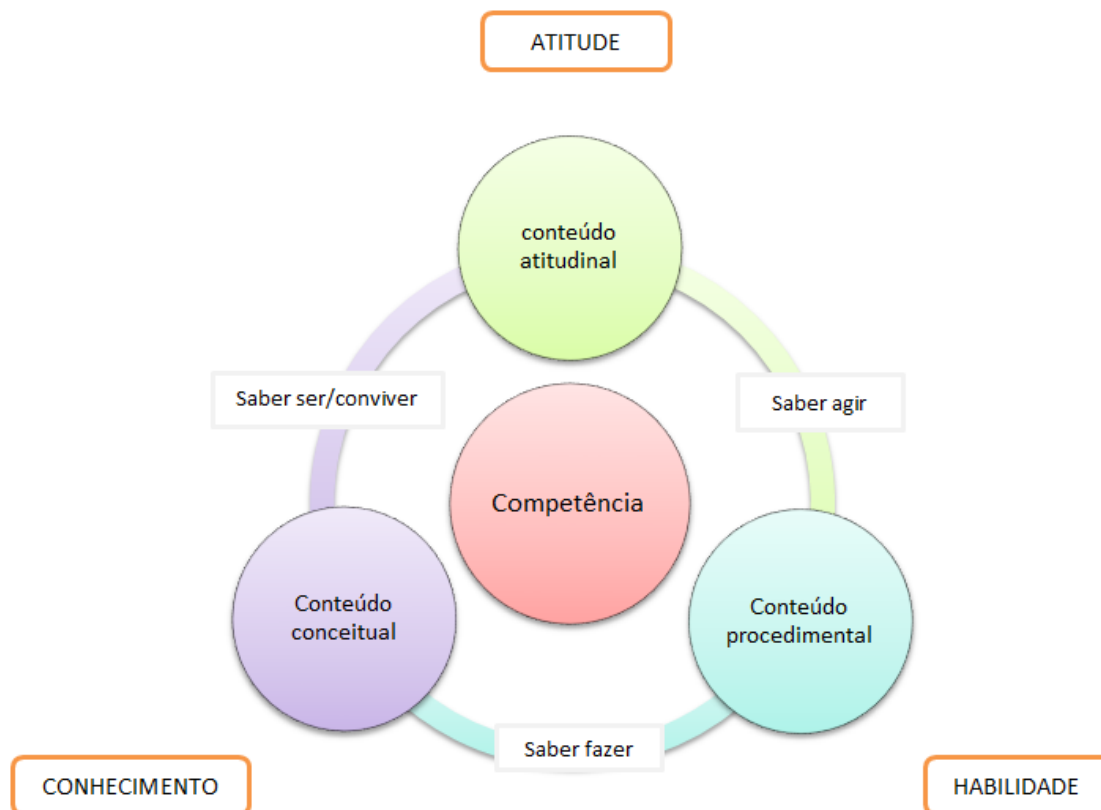 ATITUDE
conteúdo
atitudinal
Saber ser/conviver
Saber agir
Competência
Conteúdo
conceitual
Conteúdo
procedimental
Saber fazer
CONHECIMENTO
HABILIDADE